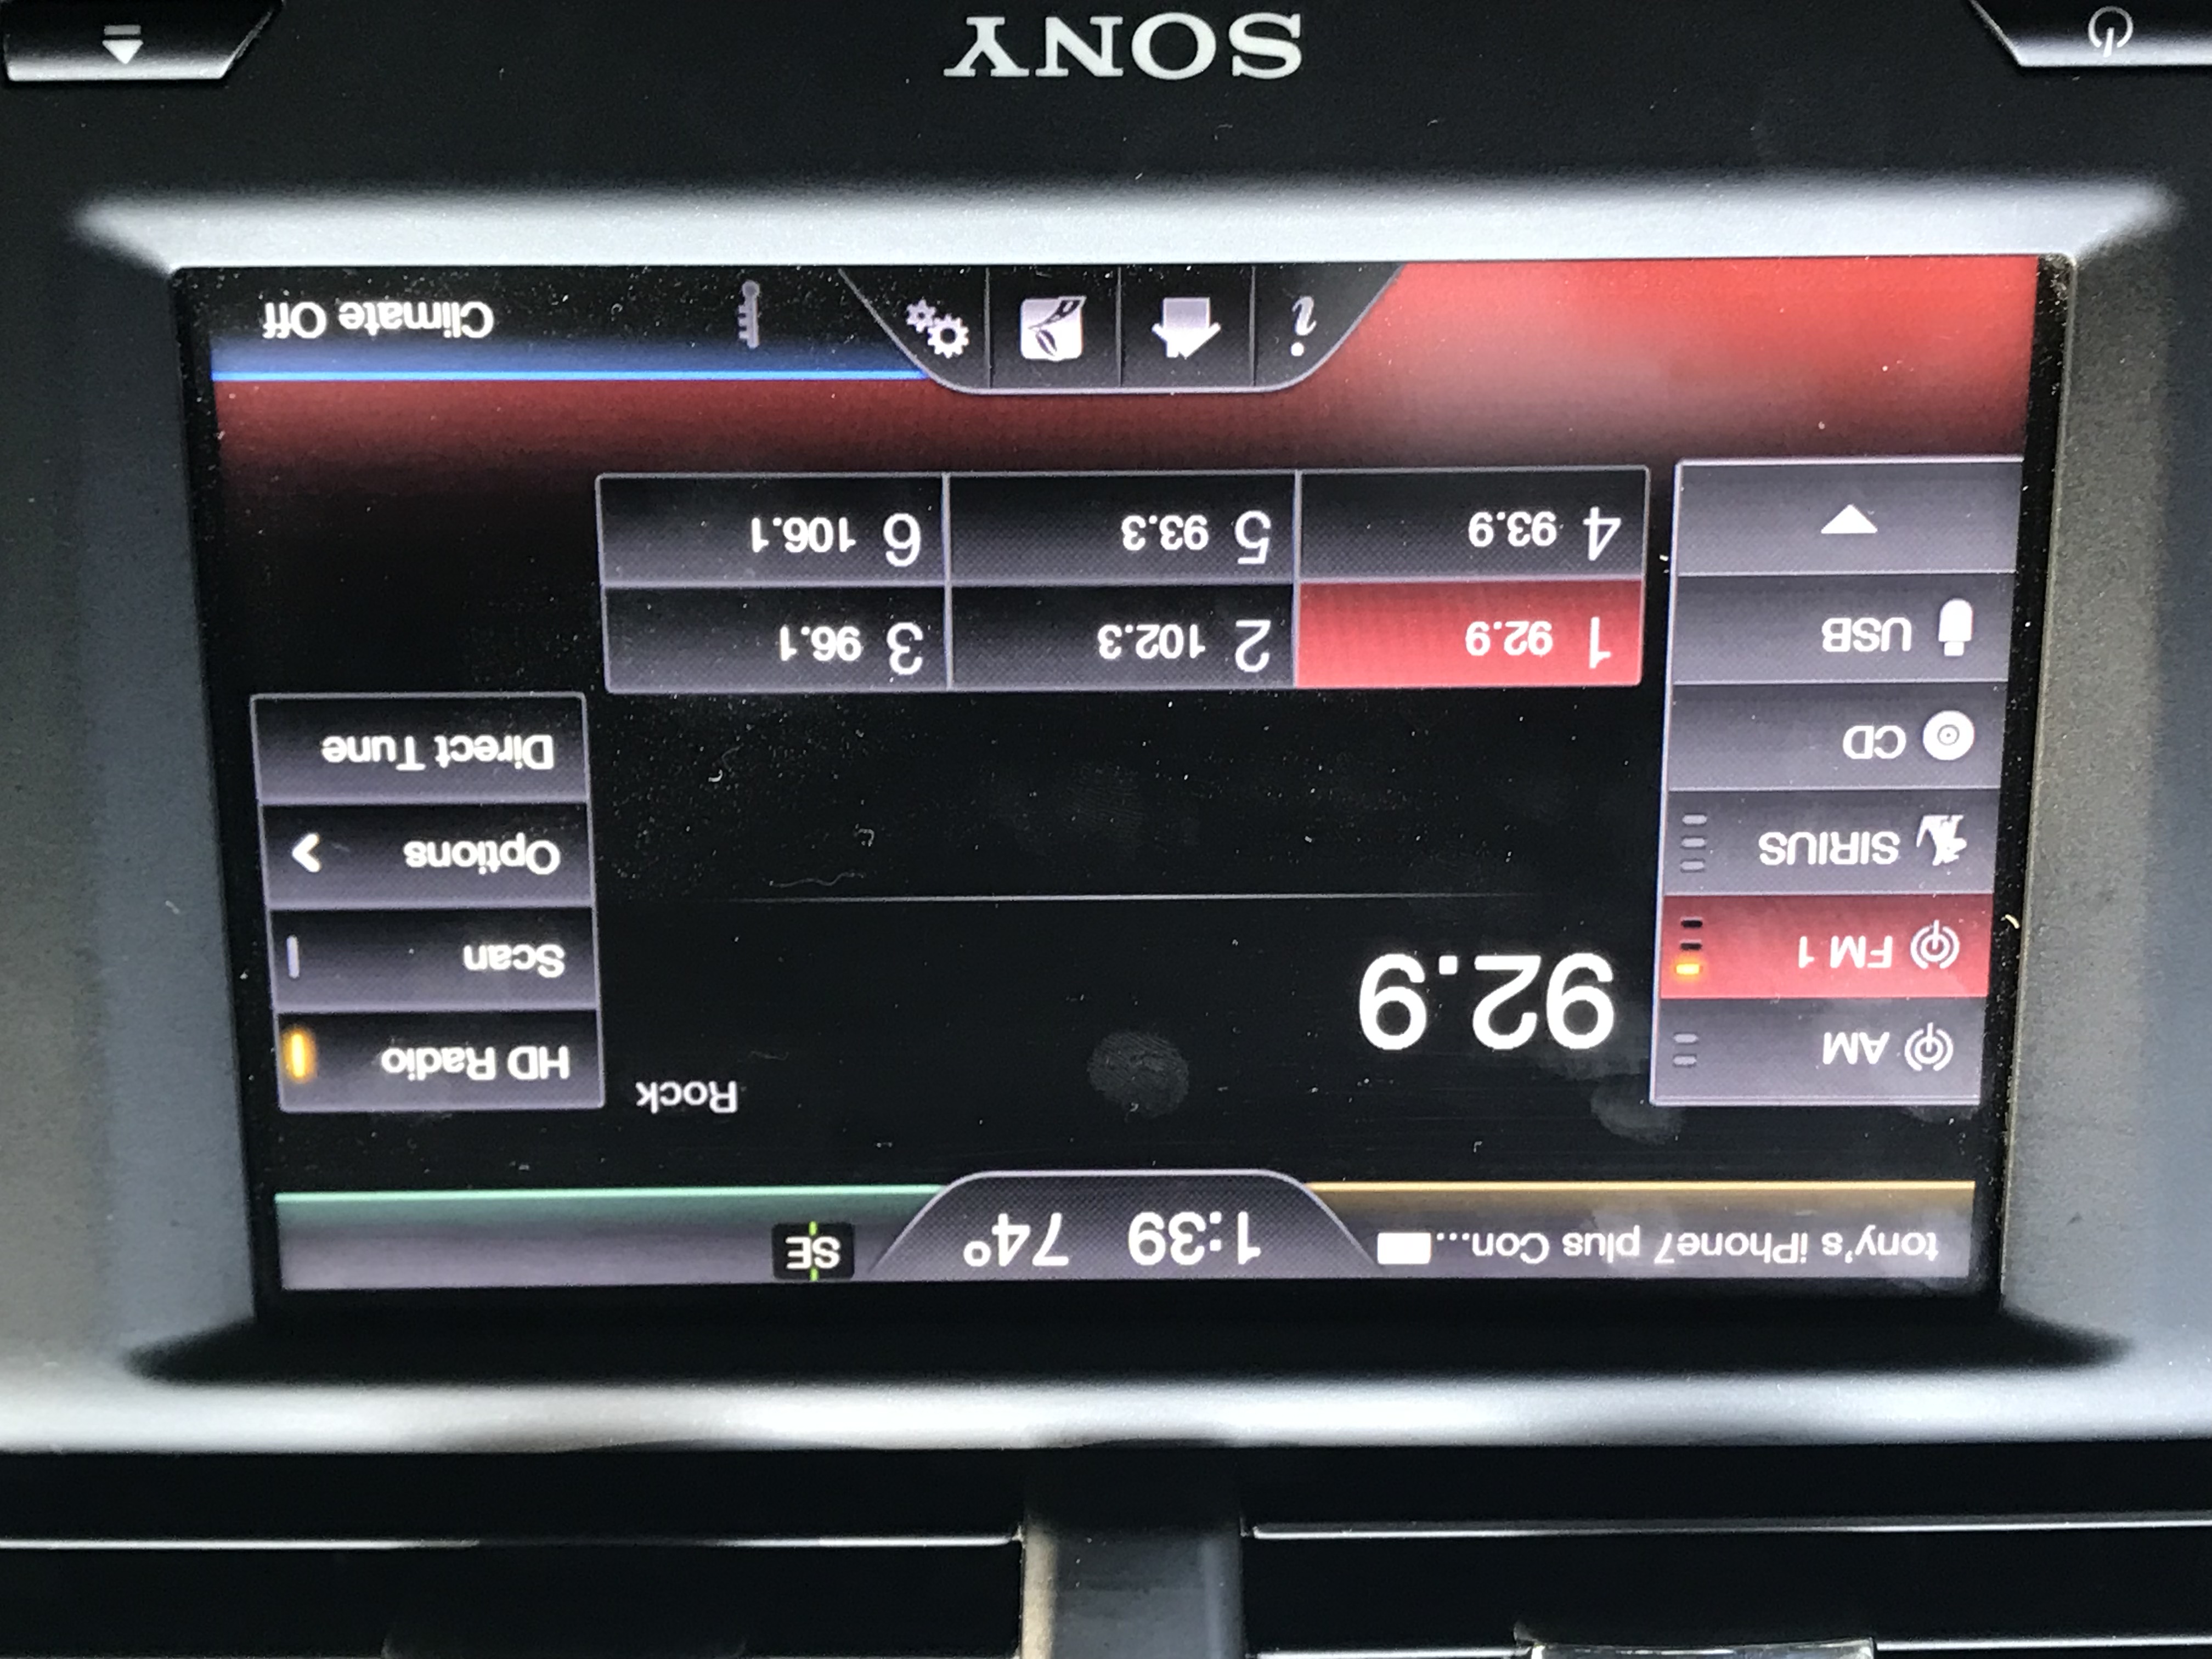 tony's iPhone7 plus Con...
1:39 74°
SE
AM
FM 1
SIRIUS
CD
USB
Rock
92.9
HD Radio
Scan
Options
Direct Tune
1 92.9
2 102.3
3 96.1
4 93.9
5 93.3
6 106.1
i
Climate Off
SONY